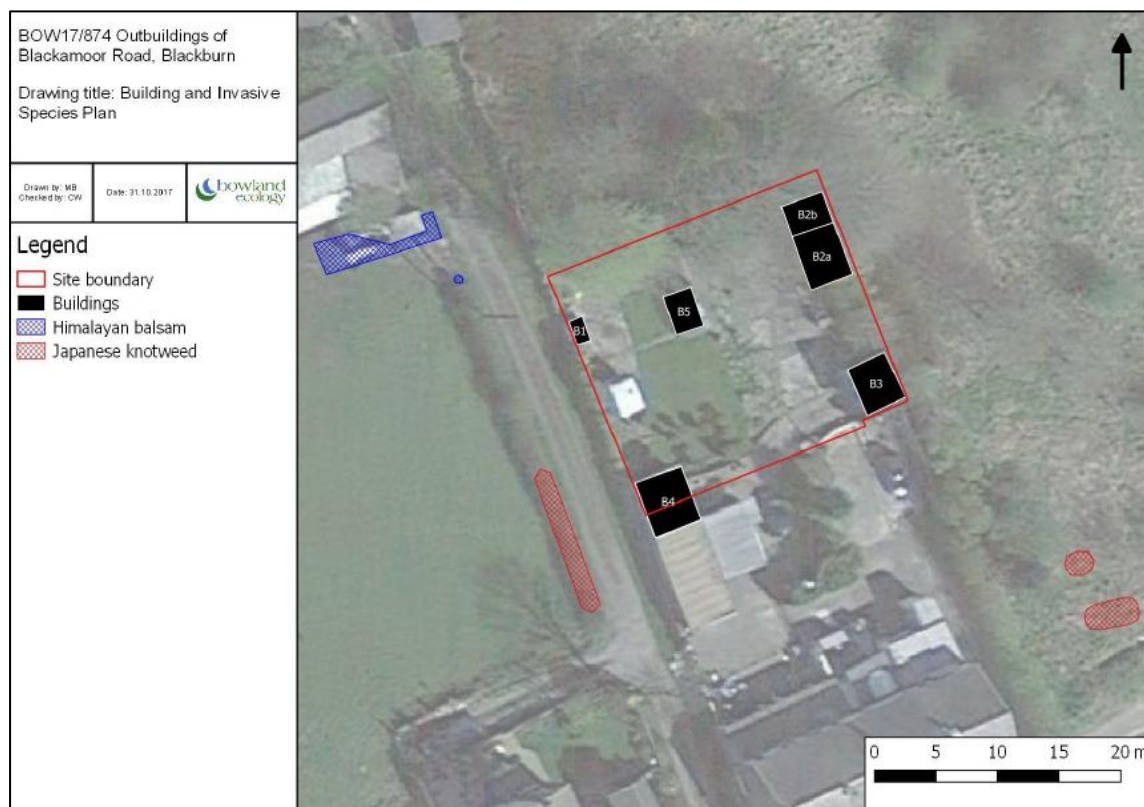 BOW17/874 Outbuildings of
Blackamoor Road, Blackburn
Drawing title: Building and Invasive
Species Plan
Drawn by: MB
Checked by: CW
Date: 31.10.2017
bowland
ecology
Legend
Site boundary
Buildings
Himalayan balsam
Japanese knotweed
B2b
B2a
B5
B1
B3
B4
0 5 10 15 20 m